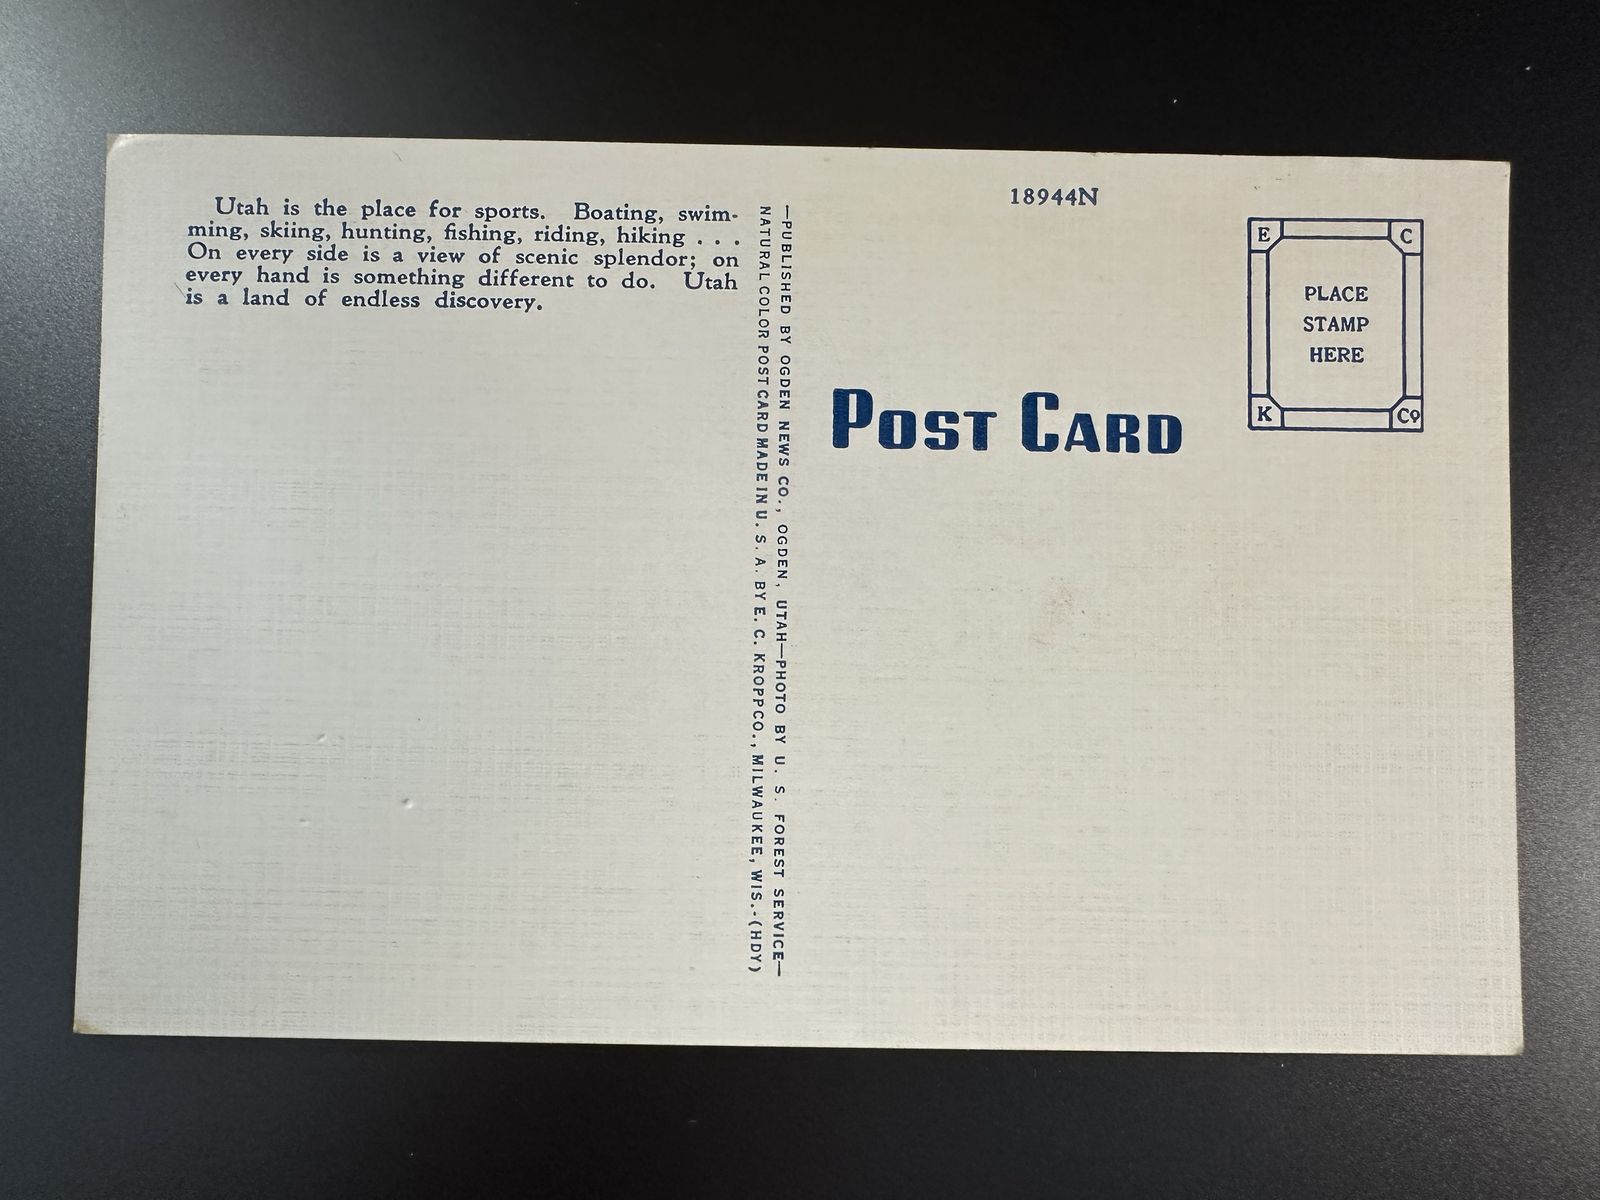 Utah is the place for sports. Boating, swim-
ming, skiing, hunting, fishing, riding, hiking . . .
On every side is a view of scenic splendor; on
every hand is something different to do. Utah
is a land of endless discovery.
—PUBLISHED BY OGDEN NEWS CO., OGDEN, UTAH—PHOTO BY U. S. FOREST SERVICE—
NATURAL COLOR POST CARD MADE IN U. S. A. BY E. C. KROPP CO., MILWAUKEE, WIS.-(HDY)
18944N
POST CARD
E C
PLACE
STAMP
HERE
K Co